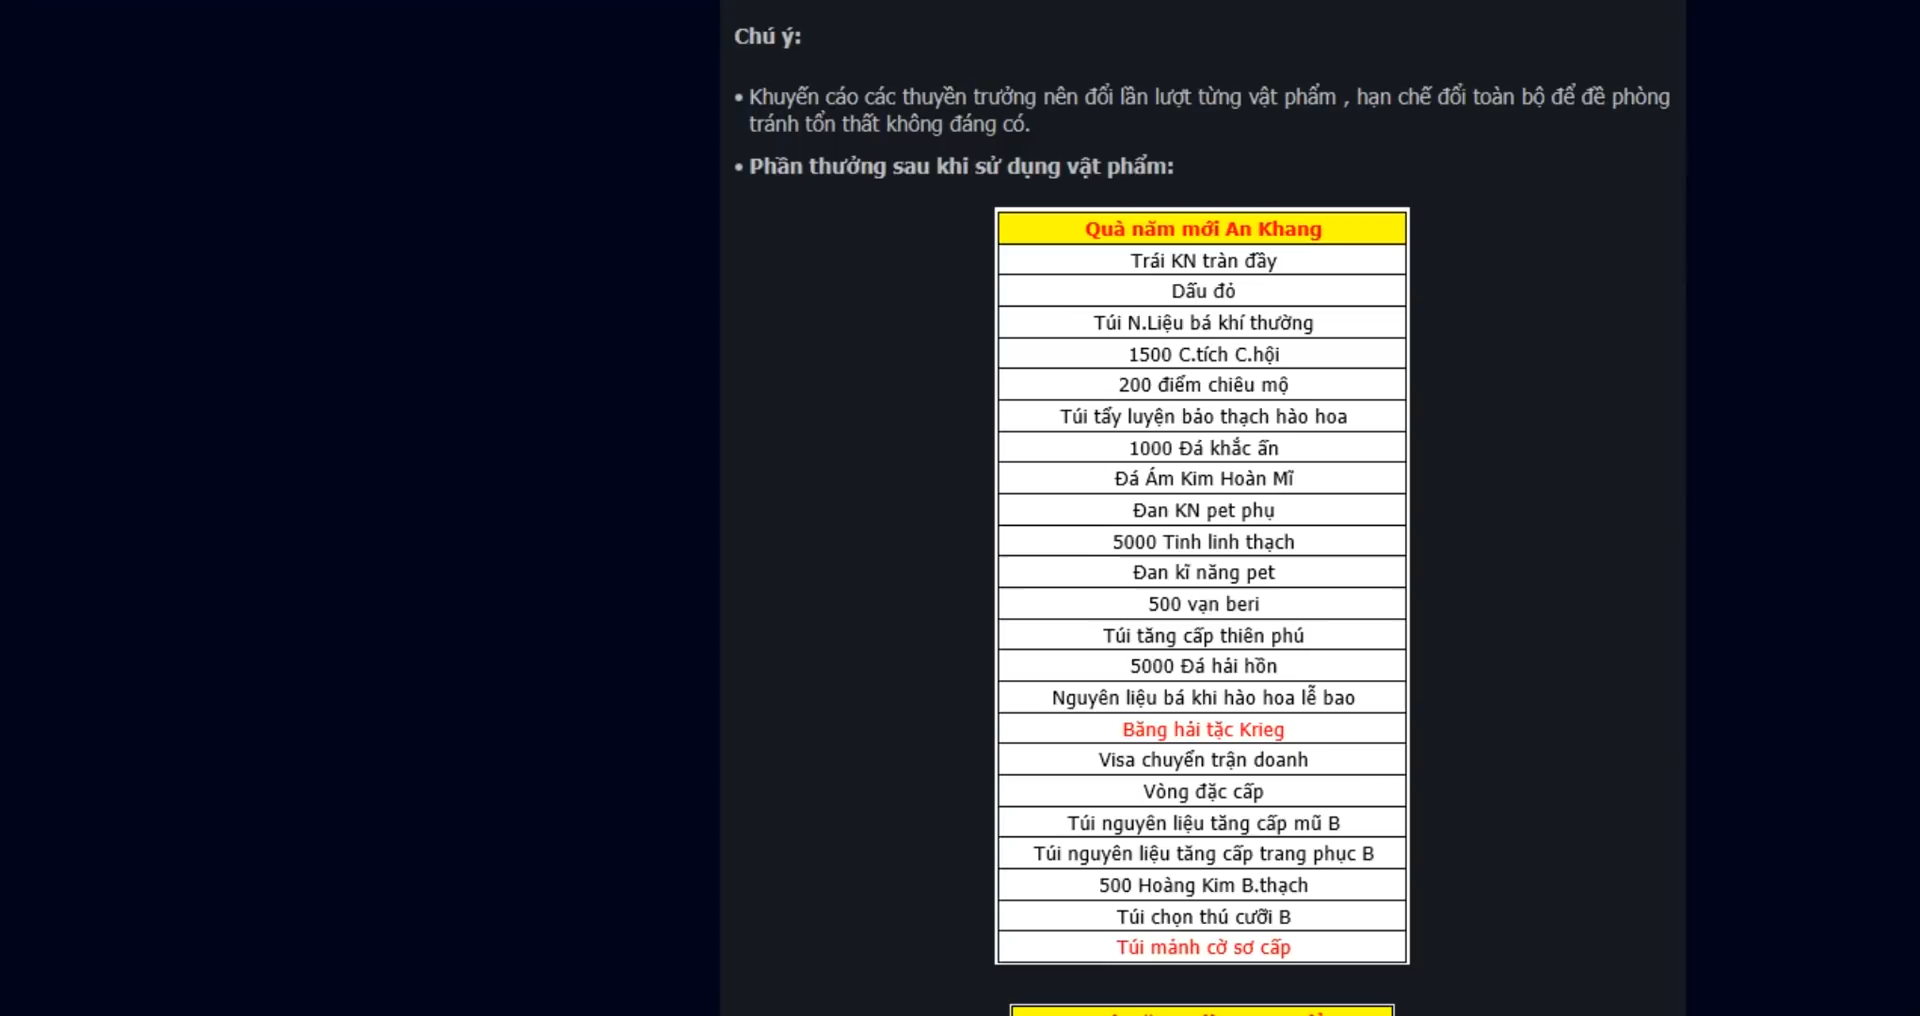 Chú ý:
• Khuyến cáo các thuyền trưởng nên đổi lần lượt từng vật phẩm , hạn chế đổi toàn bộ để đề phòng
tránh tổn thất không đáng có.
• Phần thưởng sau khi sử dụng vật phẩm:
Quà năm mới An Khang
Trái KN tràn đầy
Dấu đỏ
Túi N.Liệu bá khí thường
1500 C.tích C.hội
200 điểm chiêu mộ
Túi tẩy luyện bảo thạch hào hoa
1000 Đá khắc ấn
Đá Ám Kim Hoàn Mĩ
Đan KN pet phụ
5000 Tinh linh thạch
Đan kĩ năng pet
500 vạn beri
Túi tăng cấp thiên phú
5000 Đá hải hồn
Nguyên liệu bá khi hào hoa lễ bao
Băng hải tặc Krieg
Visa chuyển trận doanh
Vòng đặc cấp
Túi nguyên liệu tăng cấp mũ B
Túi nguyên liệu tăng cấp trang phục B
500 Hoàng Kim B.thạch
Túi chọn thú cưỡi B
Túi mảnh cờ sơ cấp